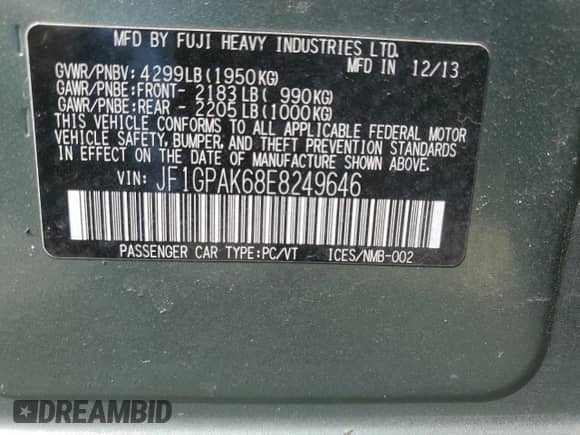 MFD BY FUJI HEAVY INDUSTRIES LTD.
MFD IN 12/13
GVWR/PNBV: 4299LB(1950KG)
GAWR/PNBE:FRONT- 2183LB( 990KG)
GAWR/PNBE:REAR - 2205LB(1000KG)
THIS VEHICLE CONFORMS TO ALL APPLICABLE FEDERAL MOTOR
VEHICLE SAFETY, BUMPER, AND THEFT PREVENTION STANDARDS
IN EFFECT ON THE DATE OF MANUFACTURE SHOWN ABOVE.
VIN: JF1GPAK68E8249646
PASSENGER CAR TYPE:PC/VT ICES/NMB-002
DREAMBID